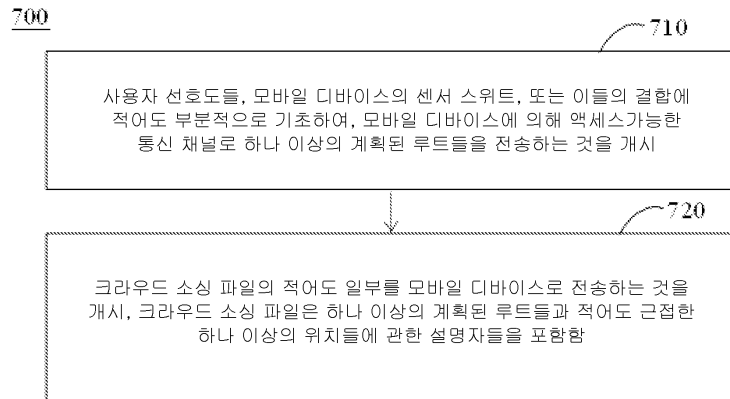 700
710
사용자 선호도들, 모바일 디바이스의 센서 스위트, 또는 이들의 결합에
적어도 부분적으로 기초하여, 모바일 디바이스에 의해 액세스가능한
통신 채널로 하나 이상의 계획된 루트들을 전송하는 것을 개시
720
크라우드 소싱 파일의 적어도 일부를 모바일 디바이스로 전송하는 것을
개시, 크라우드 소싱 파일은 하나 이상의 계획된 루트들과 적어도 근접한
하나 이상의 위치들에 관한 설명자들을 포함함